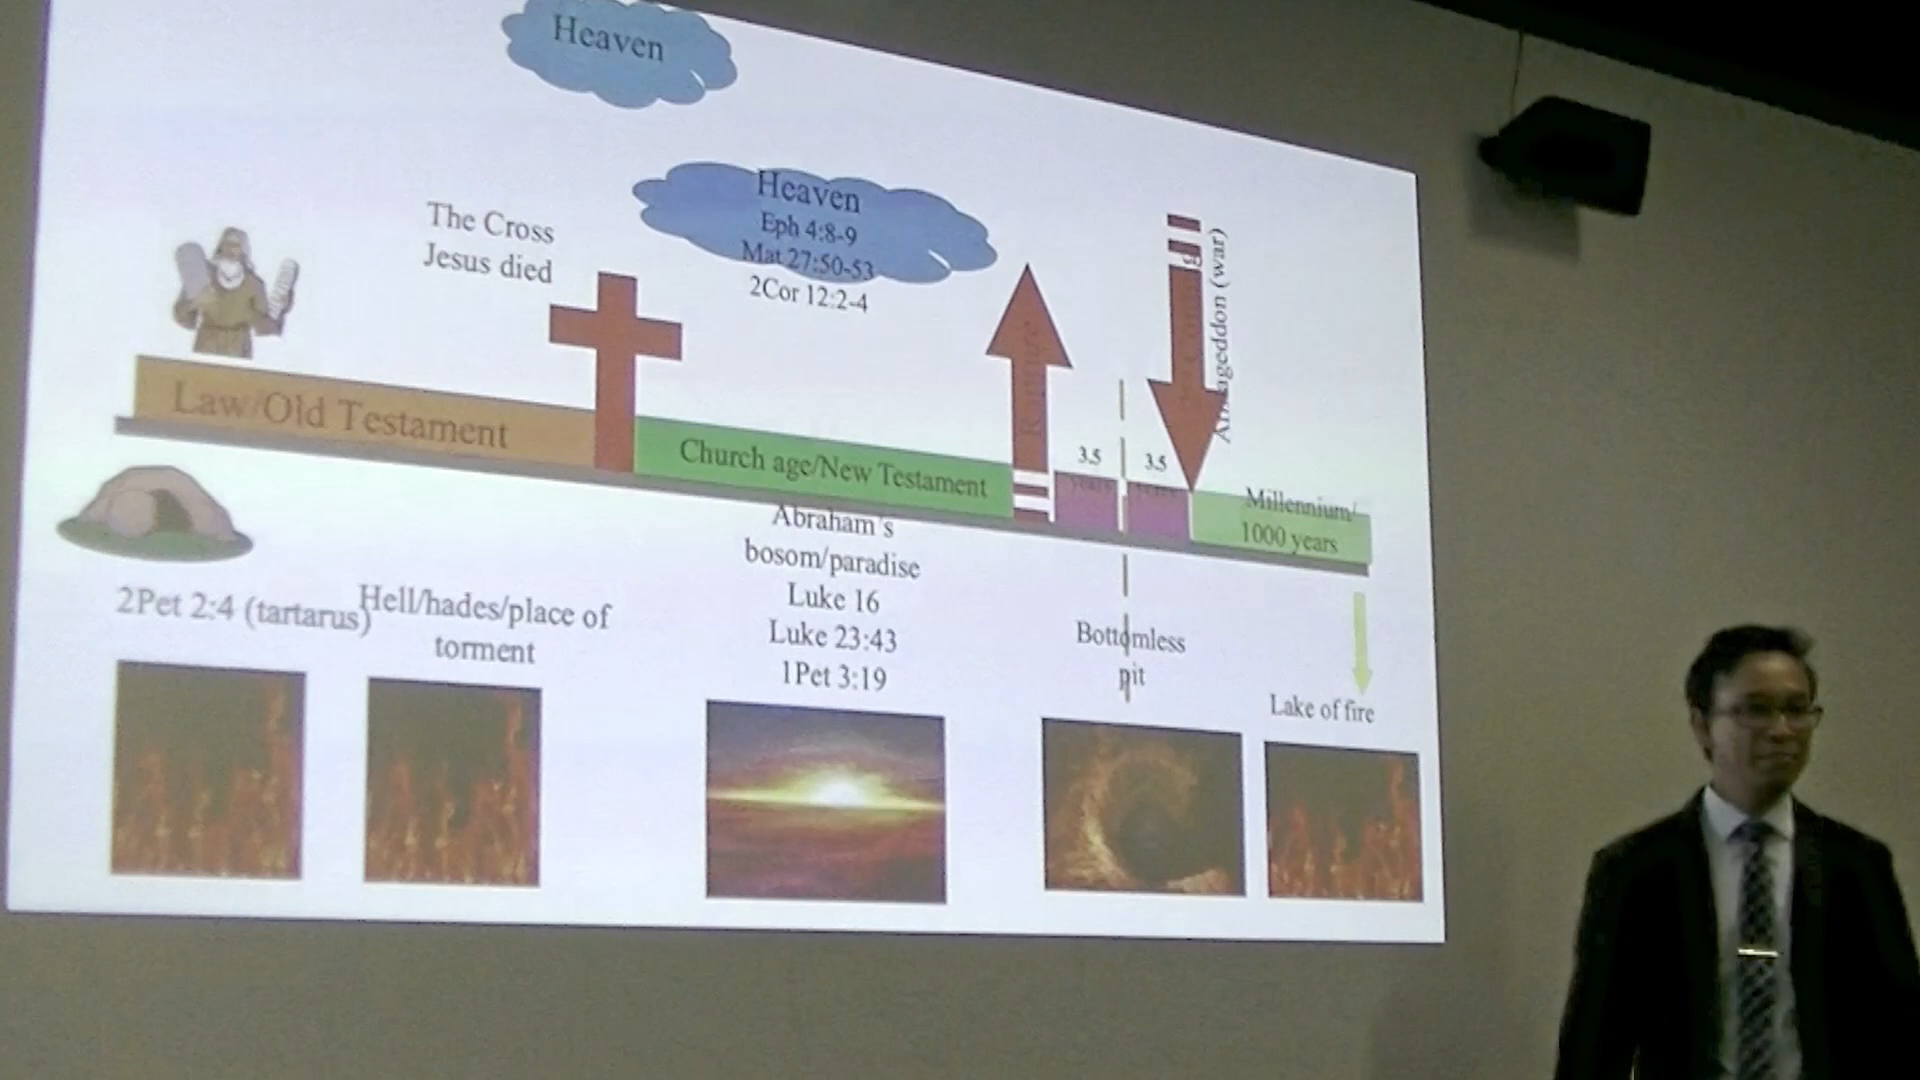 Heaven
The Cross
Jesus died
Heaven
Eph 4:8-9
Mat 27:50-53
2Cor 12:2-4
Rapture
Armageddon (war)
Law/Old Testament
Church age/New Testament
3.5
years
3.5
years
Millennium/
1000 years
2Pet 2:4 (tartarus)
Hell/hades/place of
torment
Abraham's
bosom/paradise
Luke 16
Luke 23:43
1Pet 3:19
Bottomless
pit
Lake of fire